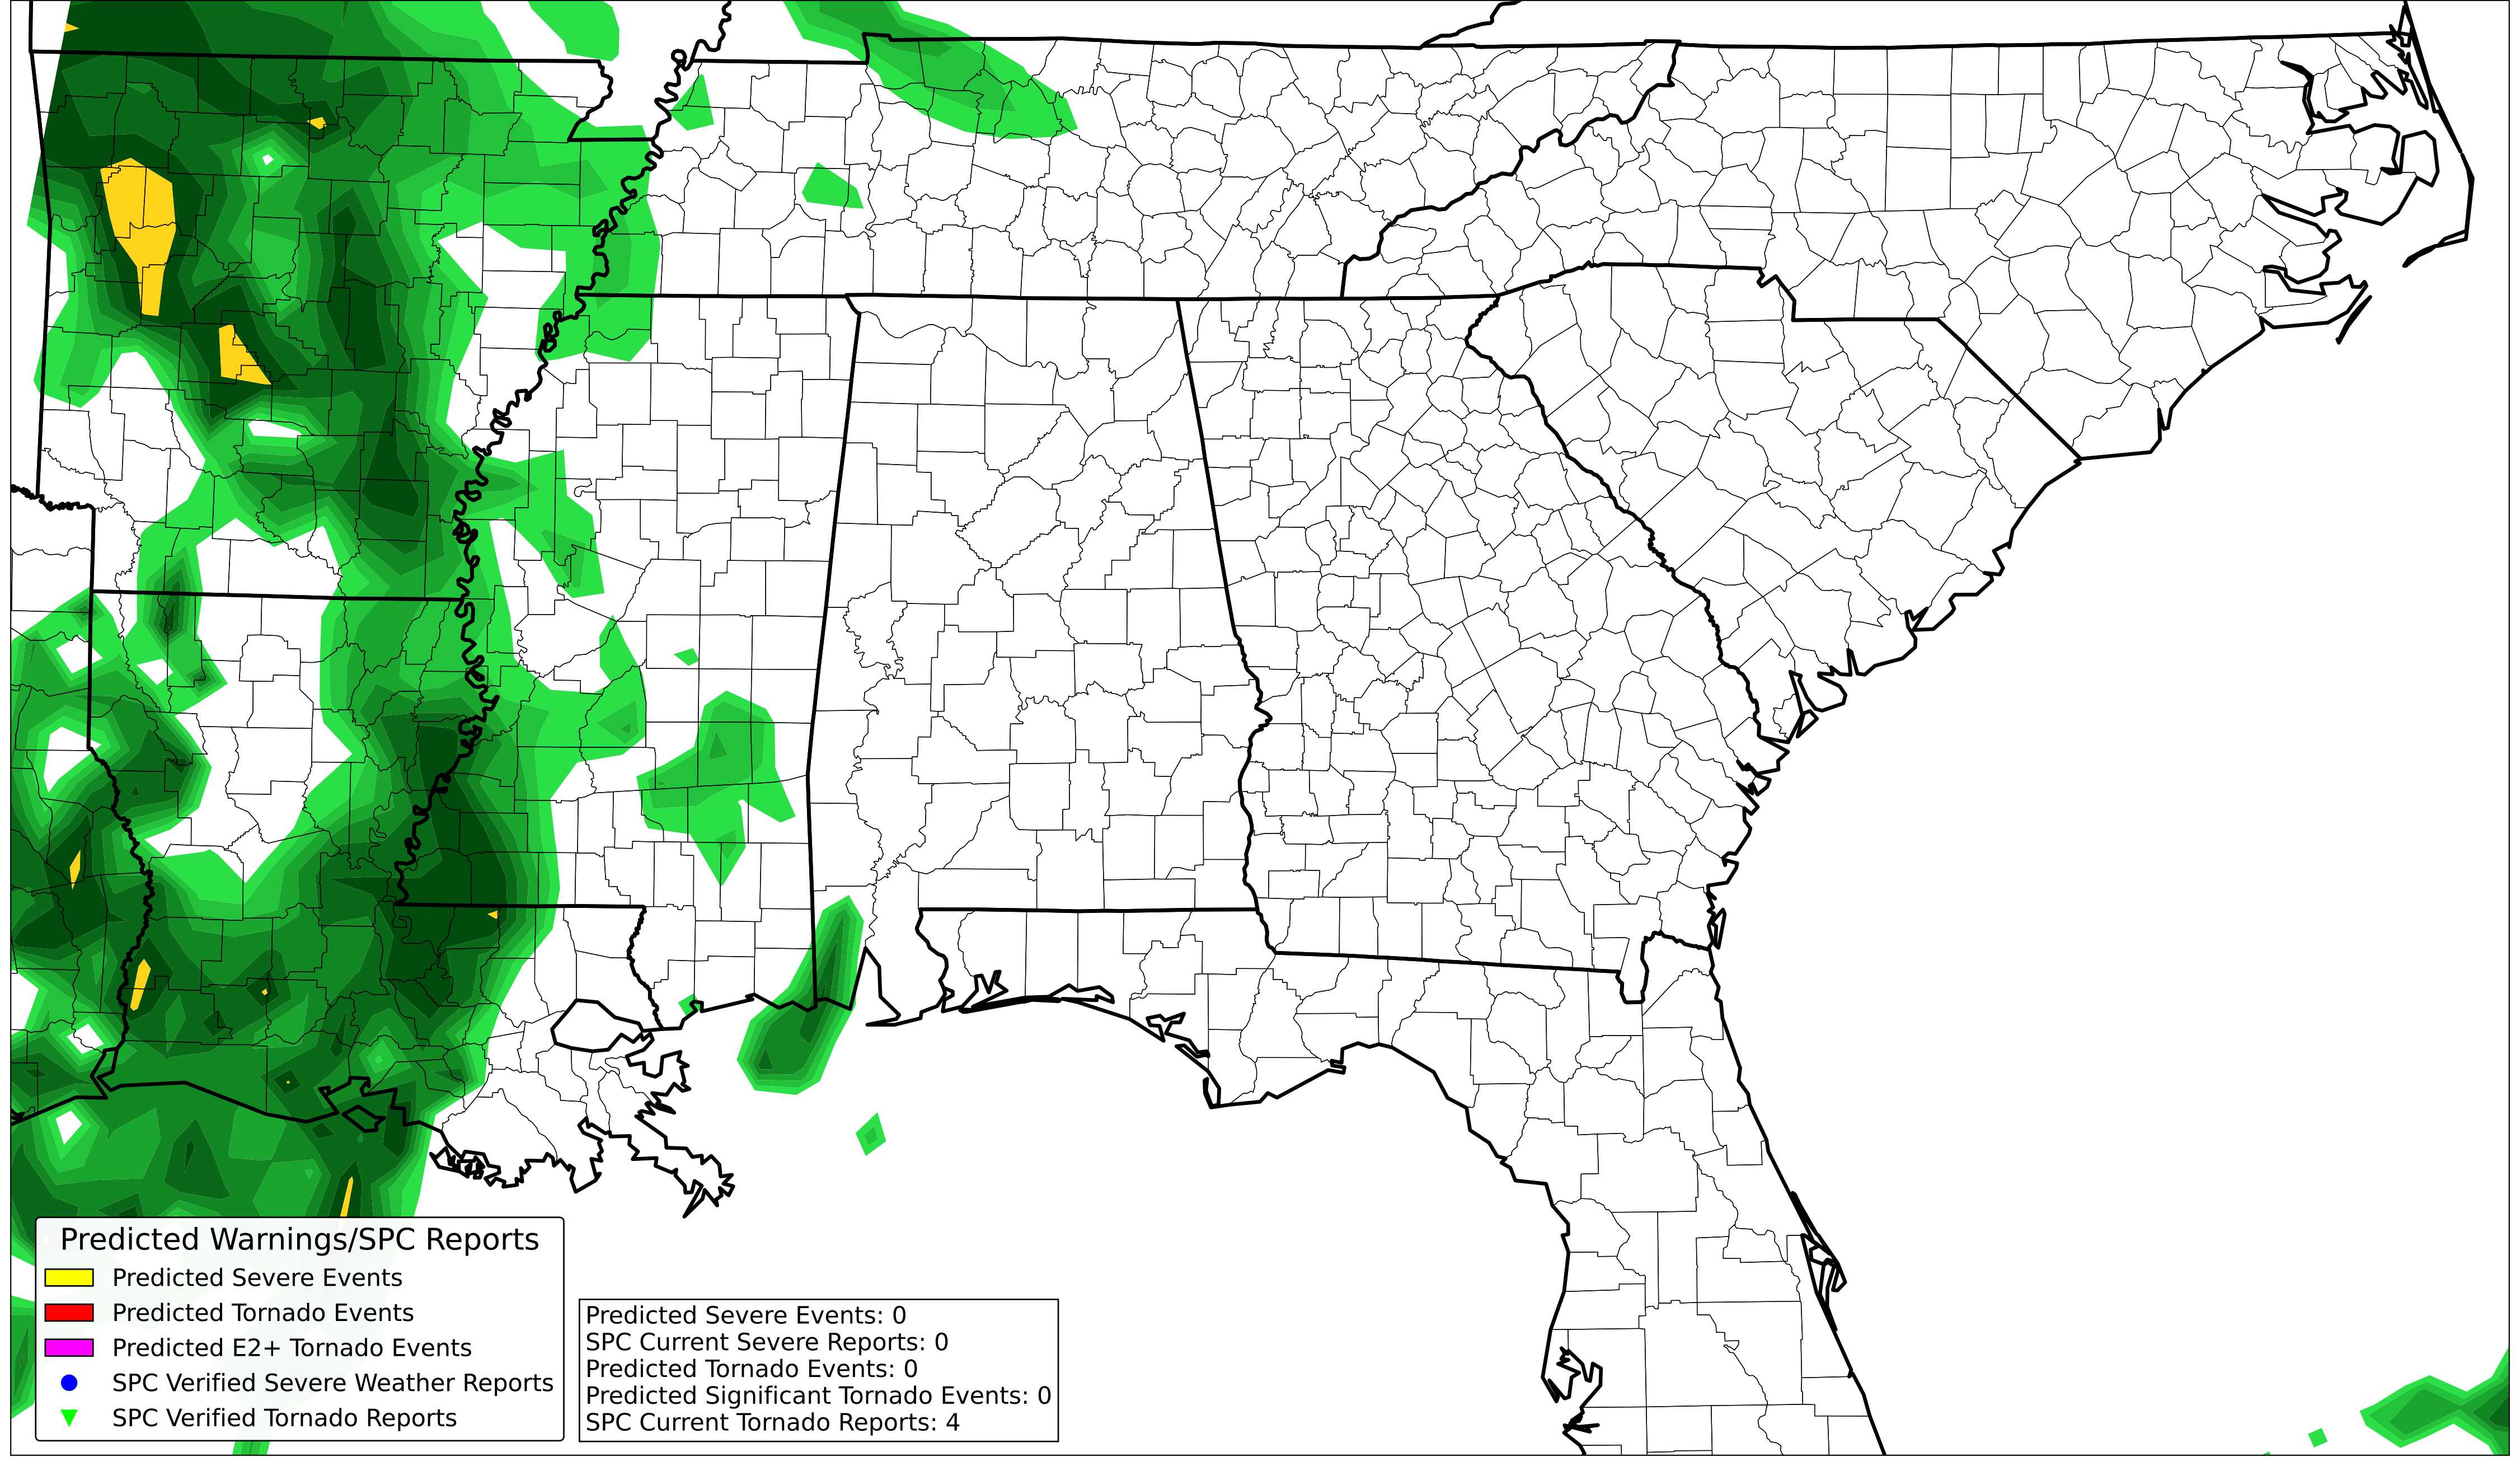 Predicted Warnings/SPC Reports
Predicted Severe Events
Predicted Tornado Events
Predicted E2+ Tornado Events
SPC Verified Severe Weather Reports
SPC Verified Tornado Reports
Predicted Severe Events: 0
SPC Current Severe Reports: 0
Predicted Tornado Events: 0
Predicted Significant Tornado Events: 0
SPC Current Tornado Reports: 4